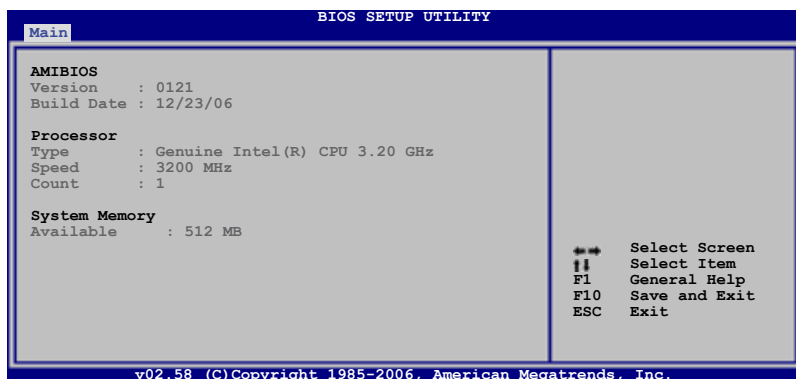 BIOS SETUP UTILITY
Main
AMIBIOS
Version : 0121
Build Date : 12/23/06
Processor
Type : Genuine Intel(R) CPU 3.20 GHz
Speed : 3200 MHz
Count : 1
System Memory
Available : 512 MB
←→ Select Screen
↑↓ Select Item
F1 General Help
F10 Save and Exit
ESC Exit
v02.58 (C)Copyright 1985-2006, American Megatrends, Inc.